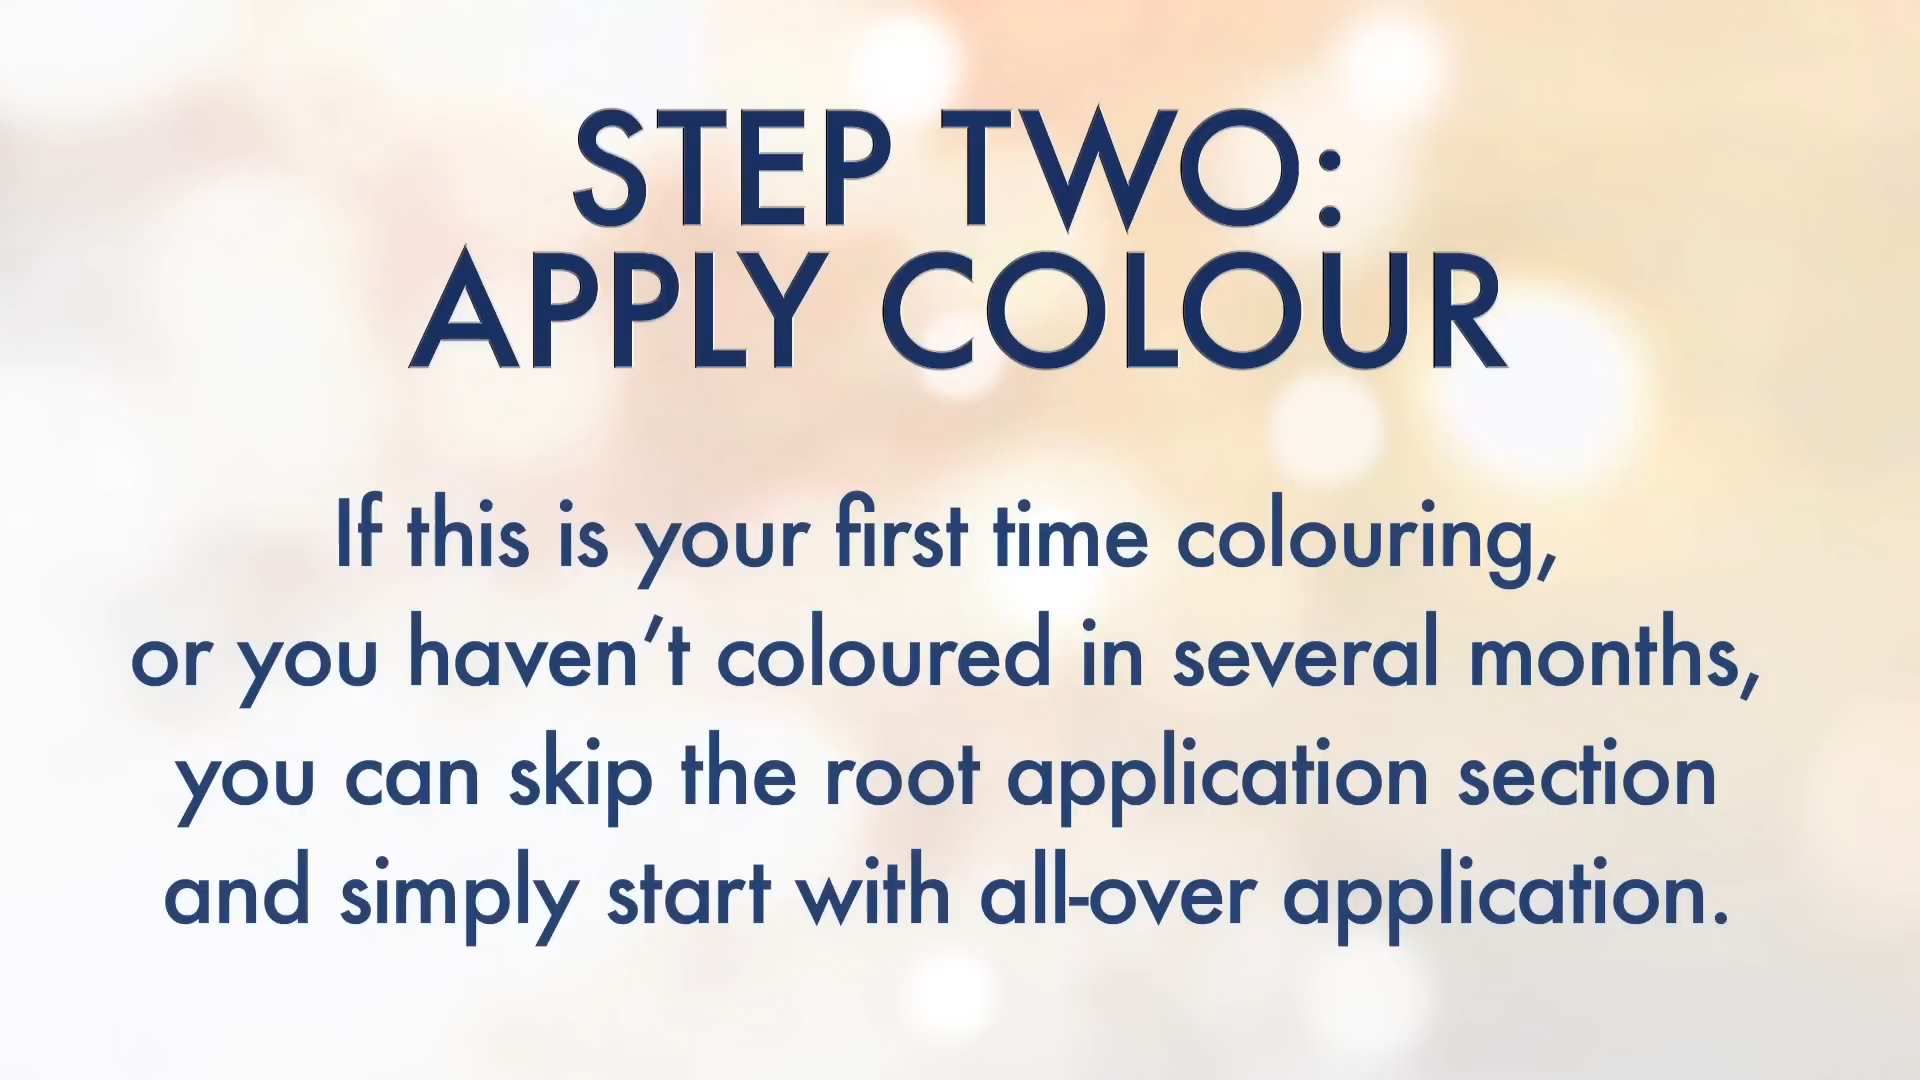 STEP TWO:
APPLY COLOUR
If this is your first time colouring,
or you haven’t coloured in several months,
you can skip the root application section
and simply start with all-over application.